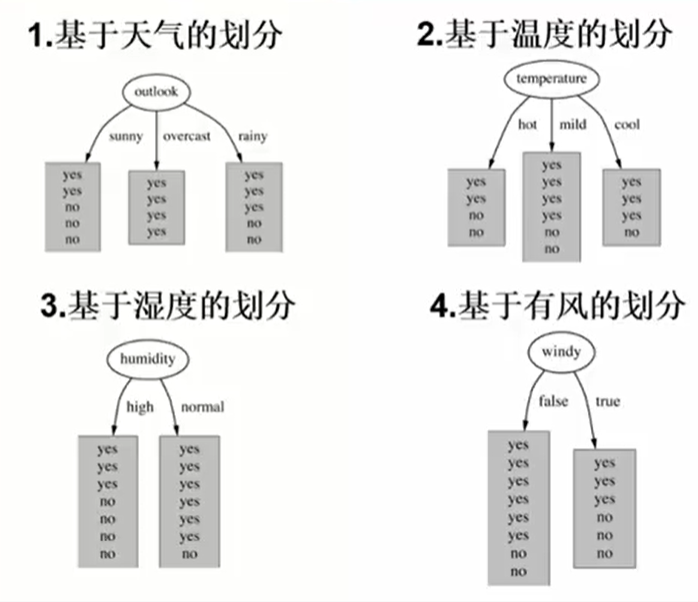 1.基于天气的划分
outlook
sunny
overcast
rainy
yes
yes
no
no
no
yes
yes
yes
yes
yes
yes
yes
no
no
2.基于温度的划分
temperature
hot
mild
cool
yes
yes
no
no
yes
yes
yes
yes
no
no
yes
yes
yes
no
3.基于湿度的划分
humidity
high
normal
yes
yes
yes
no
no
no
no
yes
yes
yes
yes
yes
yes
no
4.基于有风的划分
windy
false
true
yes
yes
yes
yes
yes
yes
no
no
yes
yes
yes
no
no
no